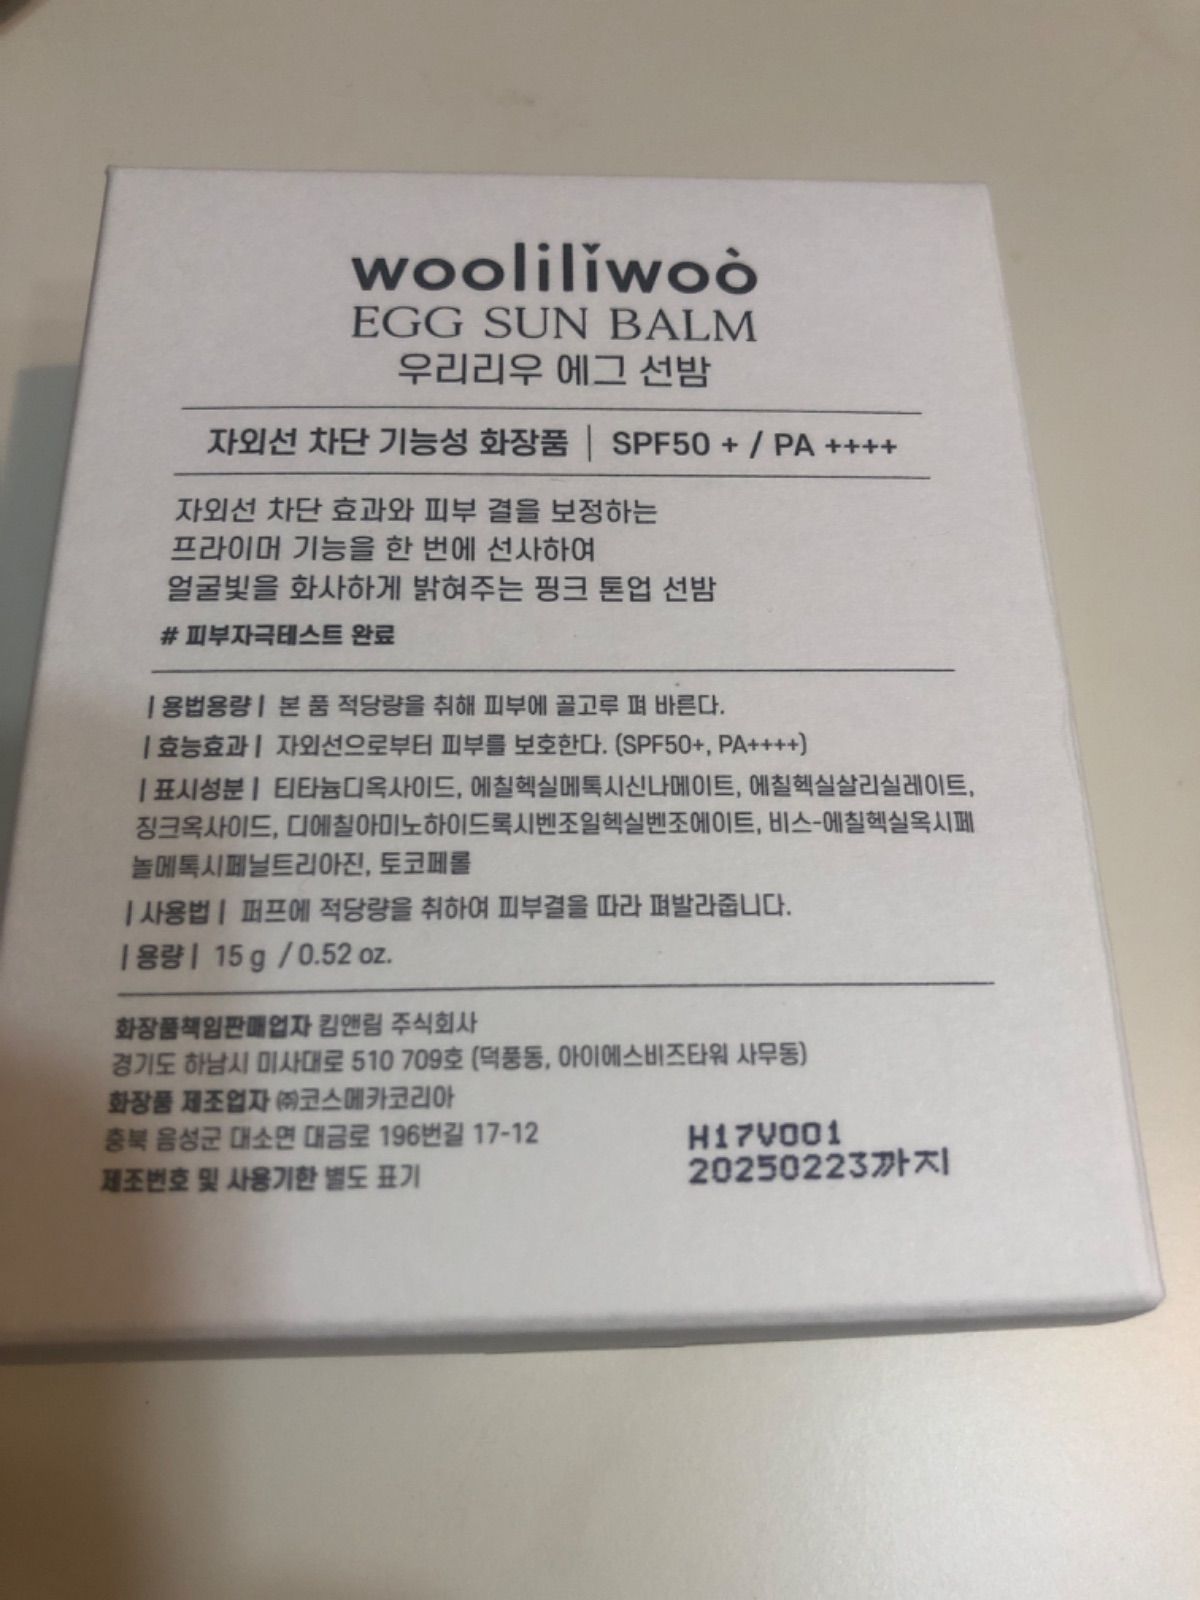 wooliliwoo
EGG SUN BALM
우리리우 에그 선밤
자외선 차단 기능성 화장품 | SPF50 + / PA ++++
자외선 차단 효과와 피부 결을 보정하는
프라이머 기능을 한 번에 선사하여
얼굴빛을 화사하게 밝혀주는 핑크 톤업 선밤
# 피부자극테스트 완료
| 용법용량 | 본 품 적당량을 취해 피부에 골고루 펴 바른다.
| 효능효과 | 자외선으로부터 피부를 보호한다. (SPF50+, PA++++)
| 표시성분 | 티타늄디옥사이드, 에칠헥실메톡시신나메이트, 에칠헥실살리실레이트,
징크옥사이드, 디에칠아미노하이드록시벤조일헥실벤조에이트, 비스-에칠헥실옥시페
놀메톡시페닐트리아진, 토코페롤
| 사용법 | 퍼프에 적당량을 취하여 피부결을 따라 펴발라줍니다.
| 용량 | 15 g / 0.52 oz.
화장품책임판매업자 킴앤림 주식회사
경기도 하남시 미사대로 510 709호 (덕풍동, 아이에스비즈타워 사무동)
화장품 제조업자 ㈜코스메카코리아
충북 음성군 대소면 대금로 196번길 17-12
제조번호 및 사용기한 별도 표기
H17V001
20250223까지